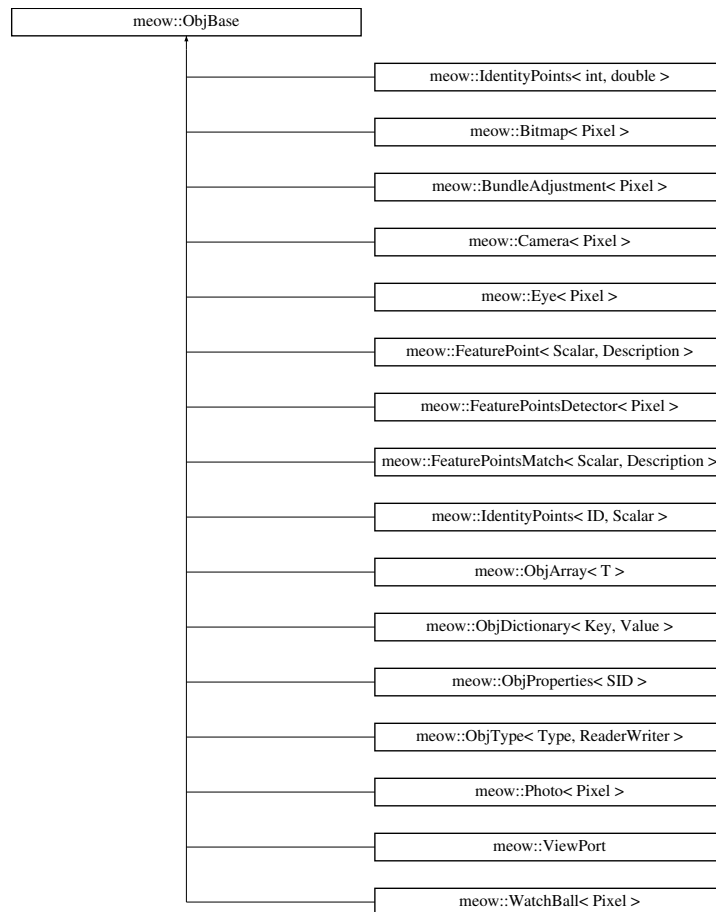 meow::ObjBase
meow::IdentityPoints< int, double >
meow::Bitmap< Pixel >
meow::BundleAdjustment< Pixel >
meow::Camera< Pixel >
meow::Eye< Pixel >
meow::FeaturePoint< Scalar, Description >
meow::FeaturePointsDetector< Pixel >
meow::FeaturePointsMatch< Scalar, Description >
meow::IdentityPoints< ID, Scalar >
meow::ObjArray< T >
meow::ObjDictionary< Key, Value >
meow::ObjProperties< SID >
meow::ObjType< Type, ReaderWriter >
meow::Photo< Pixel >
meow::ViewPort
meow::WatchBall< Pixel >